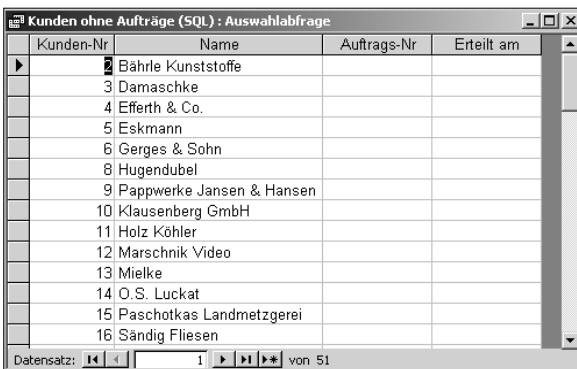 Kunden ohne Aufträge (SQL) : Auswahlabfrage
Kunden-Nr Name Auftrags-Nr Erteilt am
2 Bährle Kunststoffe
3 Damaschke
4 Efferth & Co.
5 Eskmann
6 Gerges & Sohn
8 Hugendubel
9 Pappwerke Jansen & Hansen
10 Klausenberg GmbH
11 Holz Köhler
12 Marschnik Video
13 Mielke
14 O.S. Luckat
15 Paschotkas Landmetzgerei
16 Sändig Fliesen
Datensatz: 1 von 51